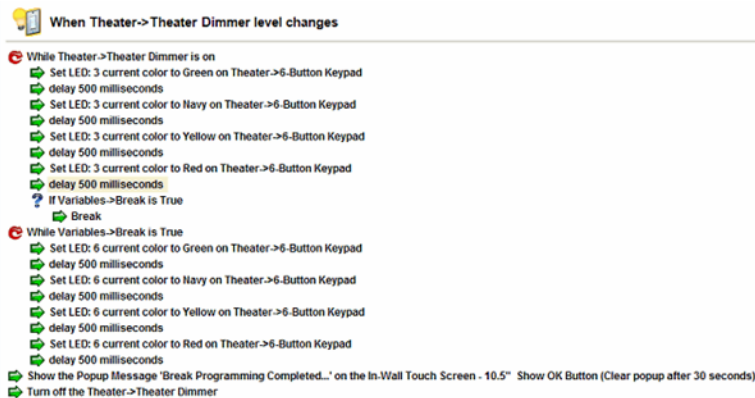 When Theater->Theater Dimmer level changes
While Theater->Theater Dimmer is on
Set LED: 3 current color to Green on Theater->6-Button Keypad
delay 500 milliseconds
Set LED: 3 current color to Navy on Theater->6-Button Keypad
delay 500 milliseconds
Set LED: 3 current color to Yellow on Theater->6-Button Keypad
delay 500 milliseconds
Set LED: 3 current color to Red on Theater->6-Button Keypad
delay 500 milliseconds
If Variables->Break is True
Break
While Variables->Break is True
Set LED: 6 current color to Green on Theater->6-Button Keypad
delay 500 milliseconds
Set LED: 6 current color to Navy on Theater->6-Button Keypad
delay 500 milliseconds
Set LED: 6 current color to Yellow on Theater->6-Button Keypad
delay 500 milliseconds
Set LED: 6 current color to Red on Theater->6-Button Keypad
delay 500 milliseconds
Show the Popup Message 'Break Programming Completed...' on the In-Wall Touch Screen - 10.5" Show OK Button (Clear popup after 30 seconds)
Turn off the Theater->Theater Dimmer